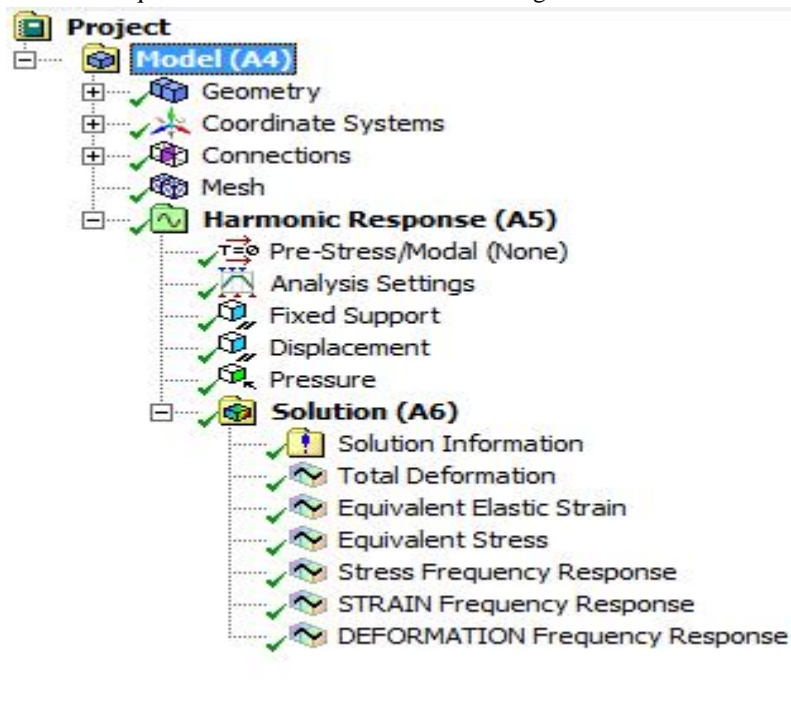 Project
Model (A4)
Geometry
Coordinate Systems
Connections
Mesh
Harmonic Response (A5)
T=0 Pre-Stress/Modal (None)
Analysis Settings
Fixed Support
Displacement
Pressure
Solution (A6)
Solution Information
Total Deformation
Equivalent Elastic Strain
Equivalent Stress
Stress Frequency Response
STRAIN Frequency Response
DEFORMATION Frequency Response